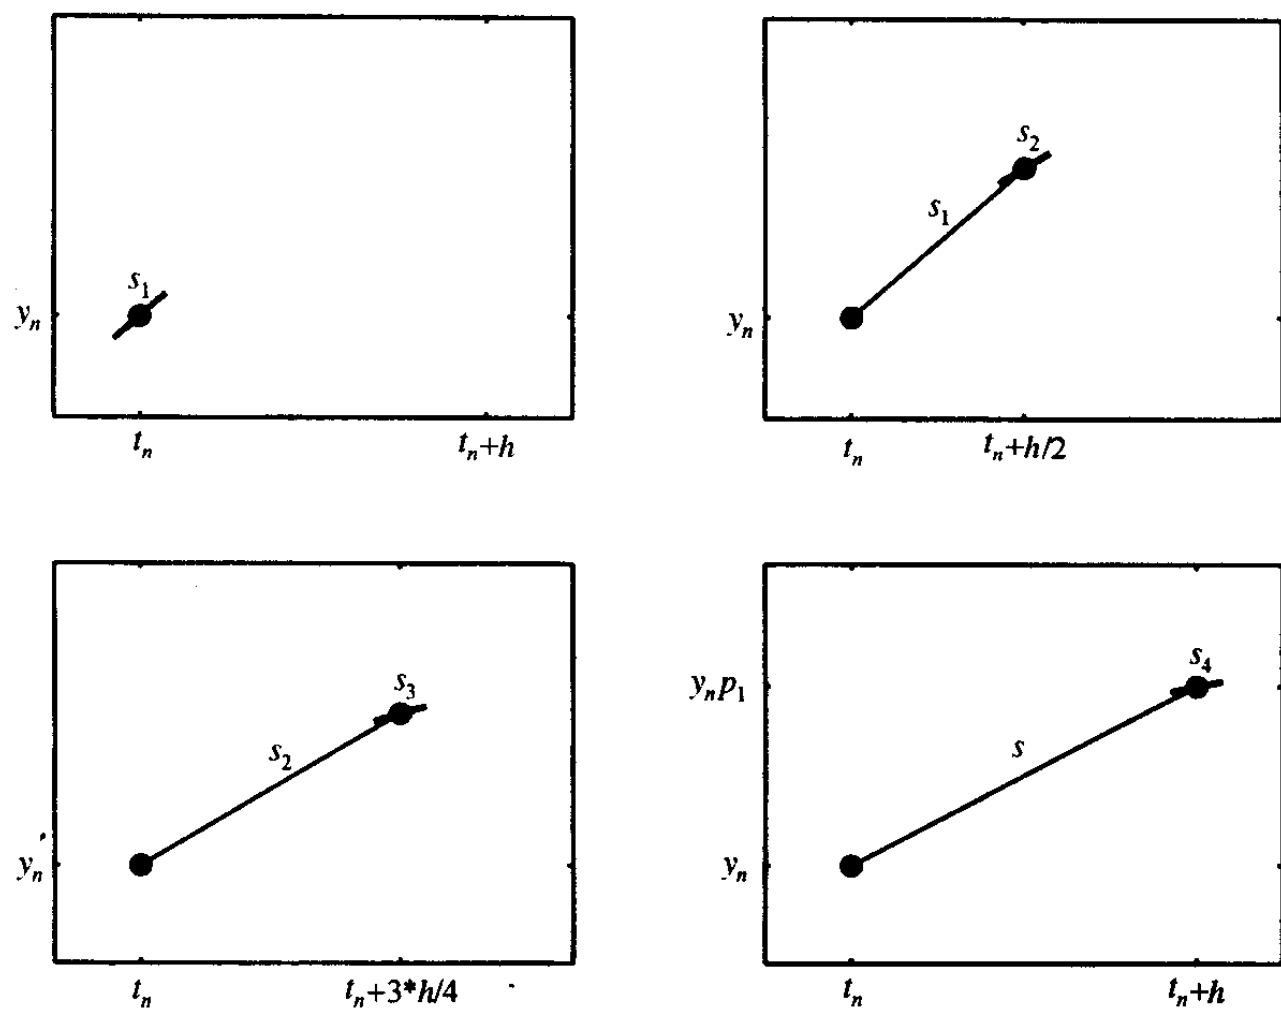 s₁
yₙ
tₙ tₙ+h
s₂
s₁
yₙ
tₙ tₙ+h/2
s₃
s₂
yₙ
tₙ tₙ+3*h/4
s₄
yₙp₁
s
yₙ
tₙ tₙ+h